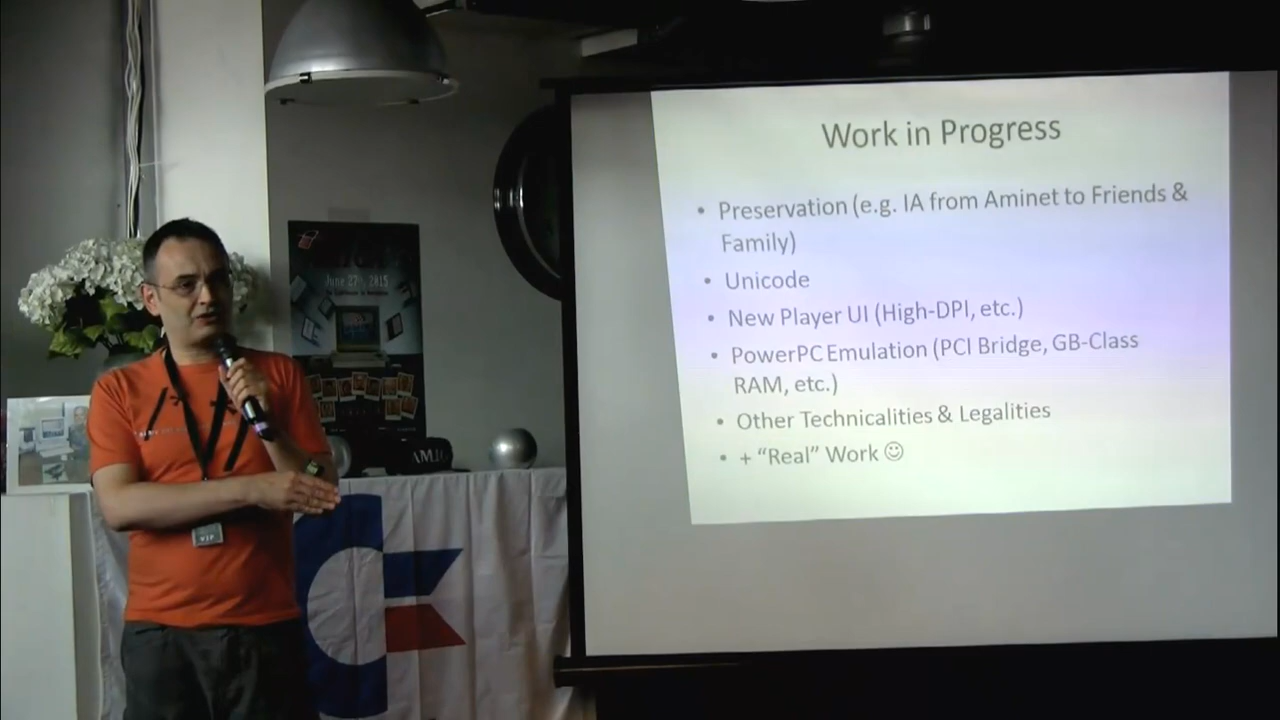 Work in Progress
• Preservation (e.g. IA from Aminet to Friends &
Family)
• Unicode
• New Player UI (High-DPI, etc.)
• PowerPC Emulation (PCI Bridge, GB-Class
RAM, etc.)
• Other Technicalities & Legalities
• + “Real” Work ☺
June 27, 2015
VIP